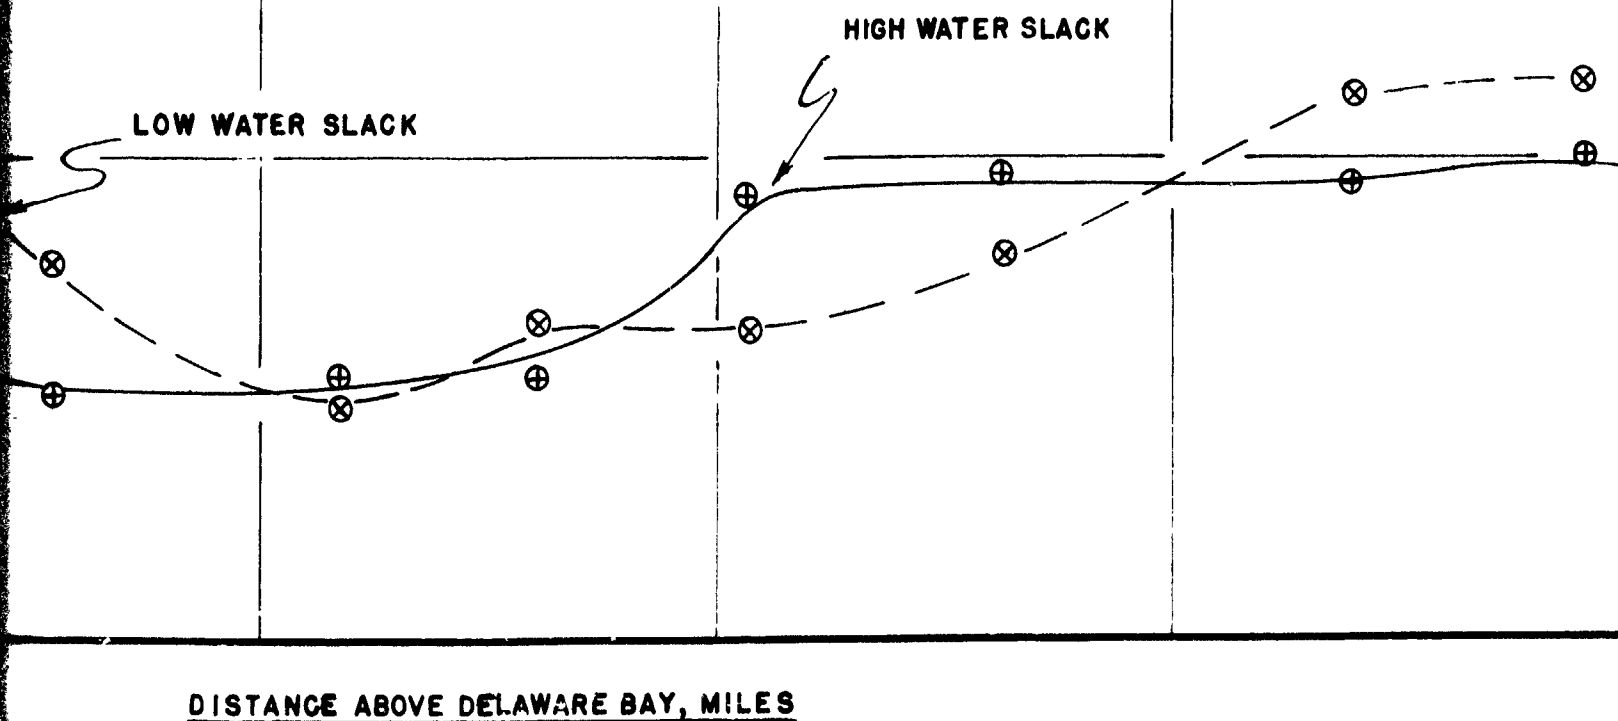 HIGH WATER SLACK
LOW WATER SLACK
DISTANCE ABOVE DELAWARE BAY, MILES